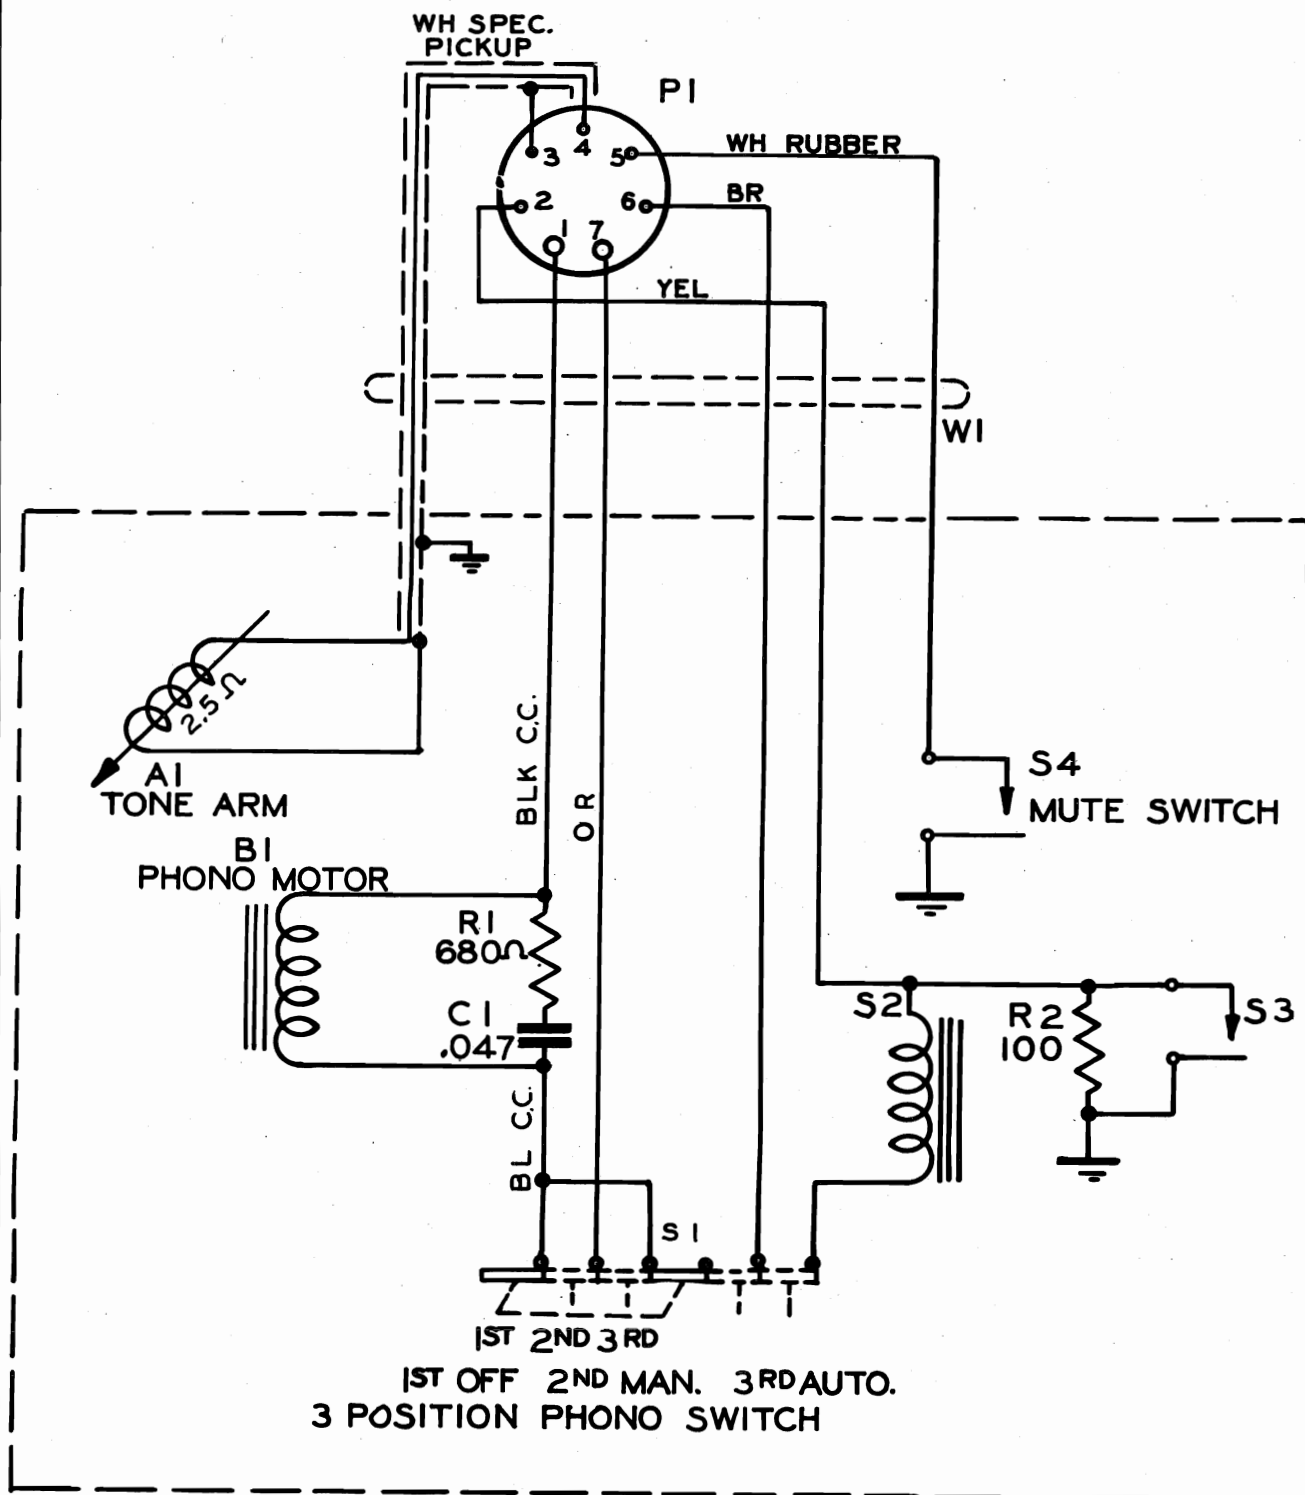 WH SPEC.
PICKUP
P1
3
4
5
WH RUBBER
2
6
BR
1
7
YEL
W1
2.5Ω
A1
TONE ARM
BLK C.C.
OR
S4
MUTE SWITCH
B1
PHONO MOTOR
R1
680Ω
C1
.047
S2
R2
100
S3
BL C.C.
S1
1ST 2ND 3RD
1ST OFF 2ND MAN. 3RD AUTO.
3 POSITION PHONO SWITCH